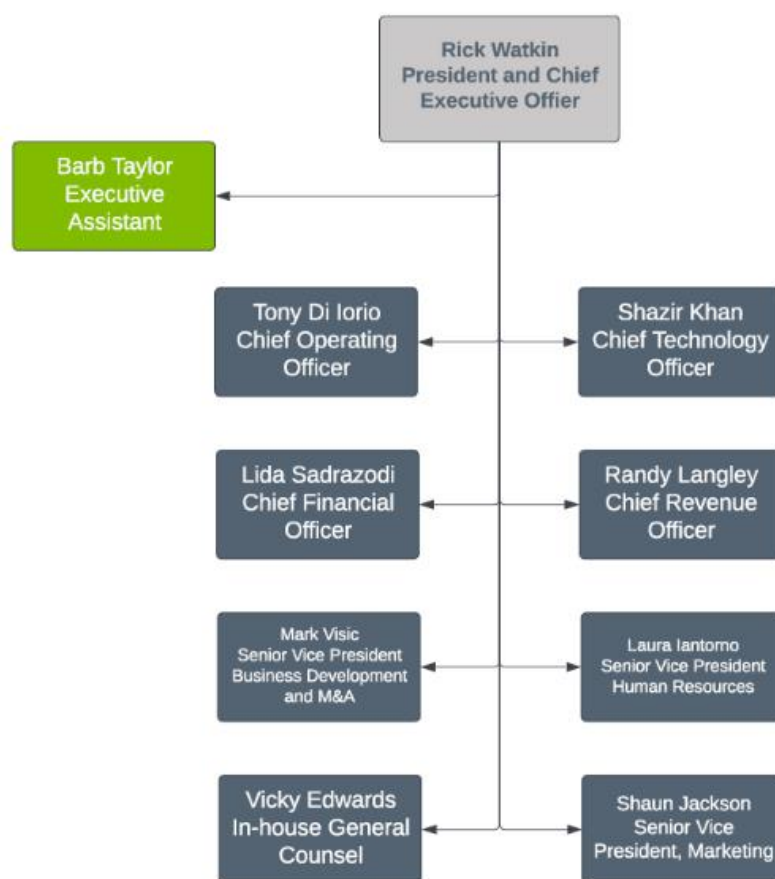 Rick Watkin
President and Chief
Executive Offier
Barb Taylor
Executive
Assistant
Tony Di Iorio
Chief Operating
Officer
Shazir Khan
Chief Technology
Officer
Lida Sadrazodi
Chief Financial
Officer
Randy Langley
Chief Revenue
Officer
Mark Visic
Senior Vice President
Business Development
and M&A
Laura Iantorno
Senior Vice President
Human Resources
Vicky Edwards
In-house General
Counsel
Shaun Jackson
Senior Vice
President, Marketing